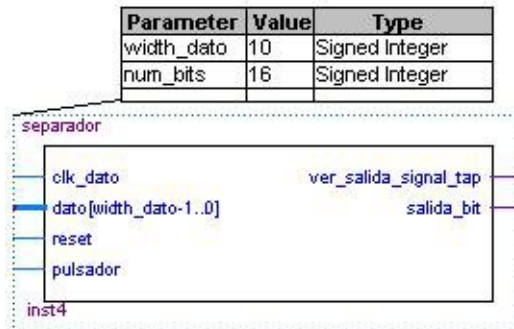 Parameter Value Type
width_dato 10 Signed Integer
num_bits 16 Signed Integer
separador
clk_dato ver_salida_signal_tap
dato[width_dato-1..0] salida_bit
reset
pulsador
inst4